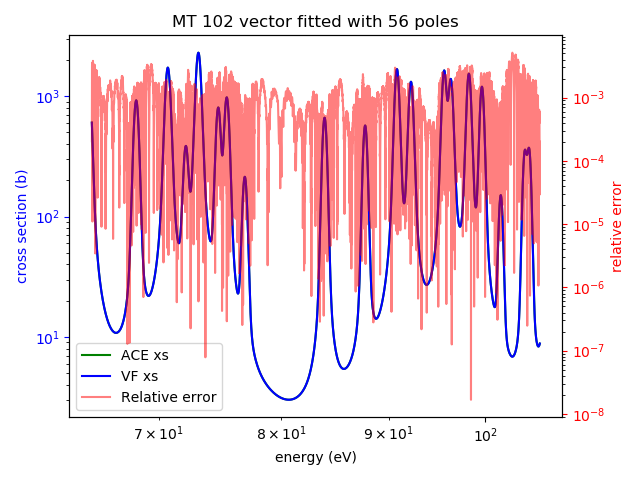 MT 102 vector fitted with 56 poles
cross section (b)
10³
10²
10¹
10⁻³
10⁻⁴
10⁻⁵
10⁻⁶
10⁻⁷
10⁻⁸
relative error
ACE xs
VF xs
Relative error
7 × 10¹
8 × 10¹
9 × 10¹
10²
energy (eV)